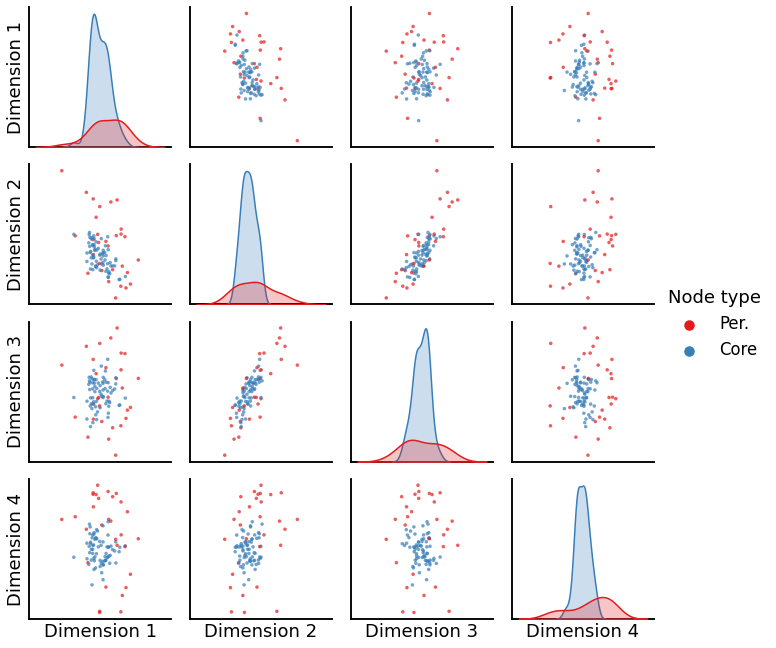 Dimension 1
Dimension 2
Dimension 3
Dimension 4
Node type
Per.
Core
Dimension 1
Dimension 2
Dimension 3
Dimension 4